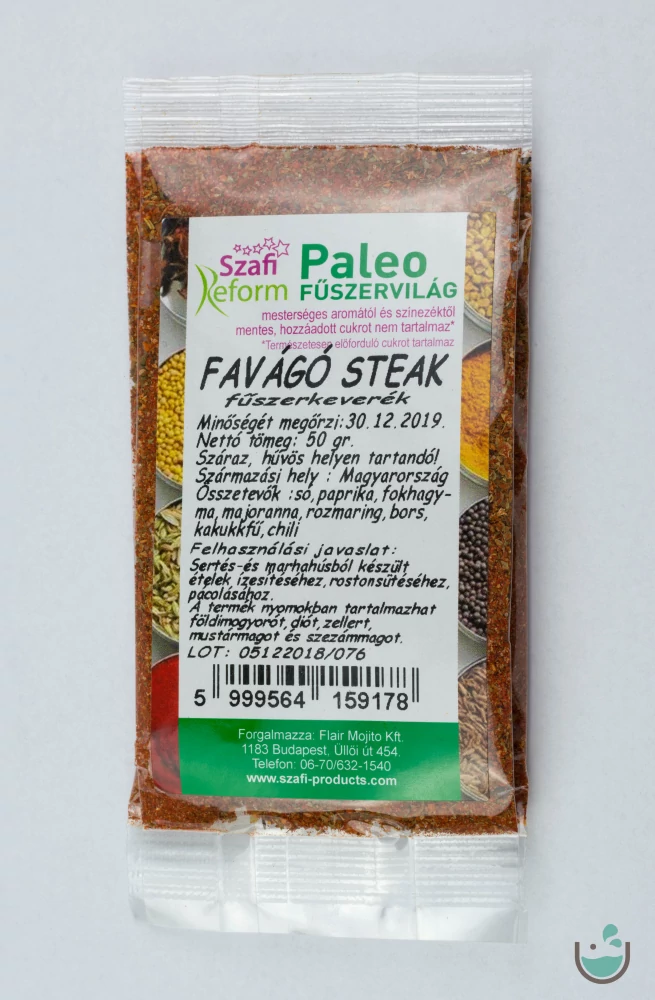 Szafi
Reform
Paleo
FŰSZERVILÁG
mesterséges aromától és színezéktől
mentes, hozzáadott cukrot nem tartalmaz*
*Természetesen előforduló cukrot tartalmaz
FAVÁGÓ STEAK
fűszerkeverék
Minőségét megőrzi:30.12.2019.
Nettó tömeg: 50 gr.
Száraz, hűvös helyen tartandó!
Származási hely : Magyarország
Összetevők :só, paprika, fokhagy-
ma, majoranna, rozmaring, bors,
kakukkfű, chili
Felhasználási javaslat:
Sertés-és marhahúsból készült
ételek ízesítéséhez, rostonsütéséhez,
pácolásához.
A termék nyomokban tartalmazhat
földimogyorót, diót, zellert,
mustármagot és szezámmagot.
LOT: 05122018/076
5 999564 159178
Forgalmazza: Flair Mojito Kft.
1183 Budapest, Üllői út 454.
Telefon: 06-70/632-1540
www.szafi-products.com